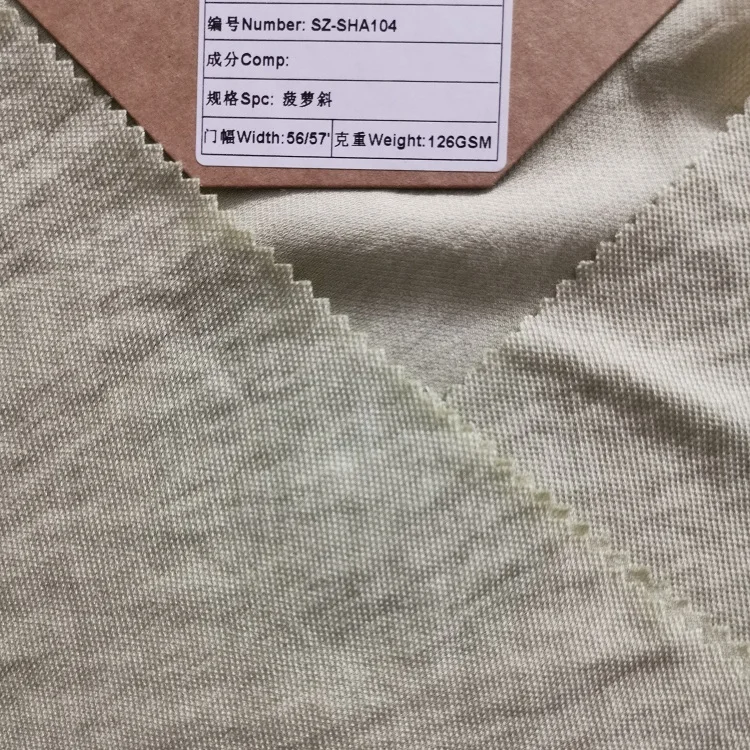 编号Number: SZ-SHA104
成分Comp:
规格Spc: 菠萝斜
门幅Width:56/57' 克重Weight:126GSM